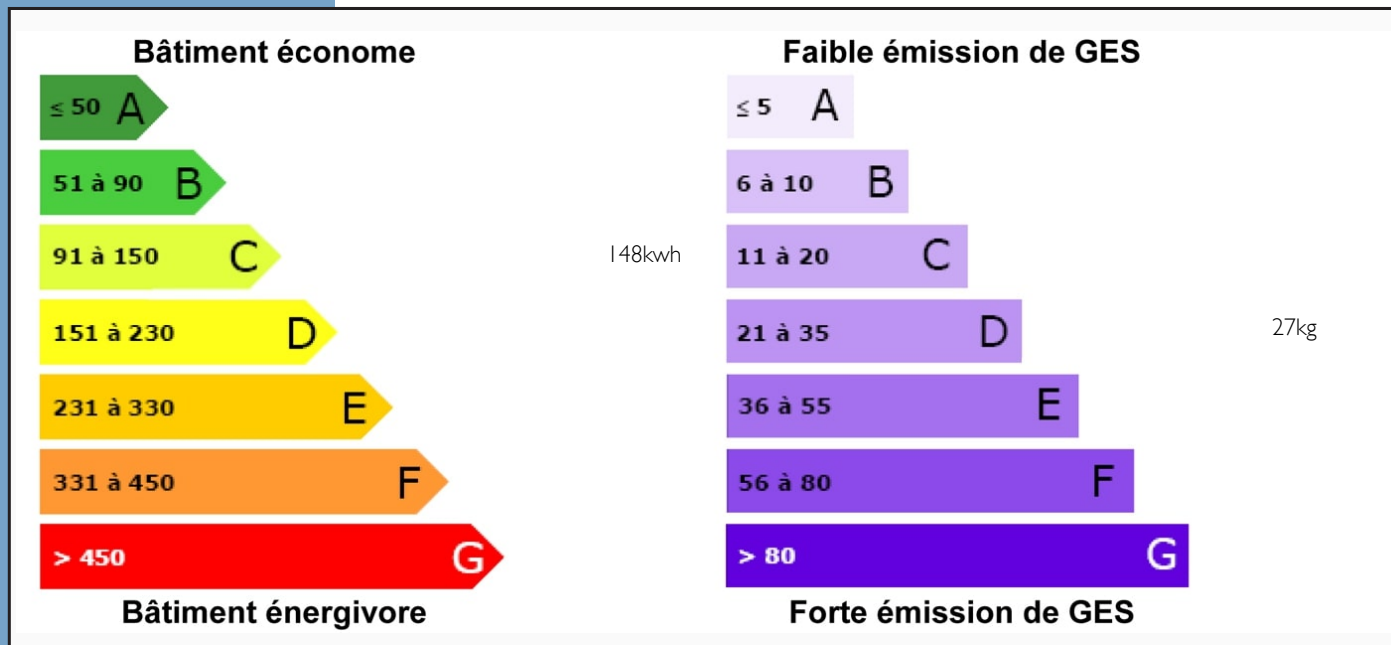 Bâtiment économe
≤ 50 A
51 à 90 B
91 à 150 C
148kwh
151 à 230 D
231 à 330 E
331 à 450 F
> 450 G
Bâtiment énergivore
Faible émission de GES
≤ 5 A
6 à 10 B
11 à 20 C
21 à 35 D
27kg
36 à 55 E
56 à 80 F
> 80 G
Forte émission de GES